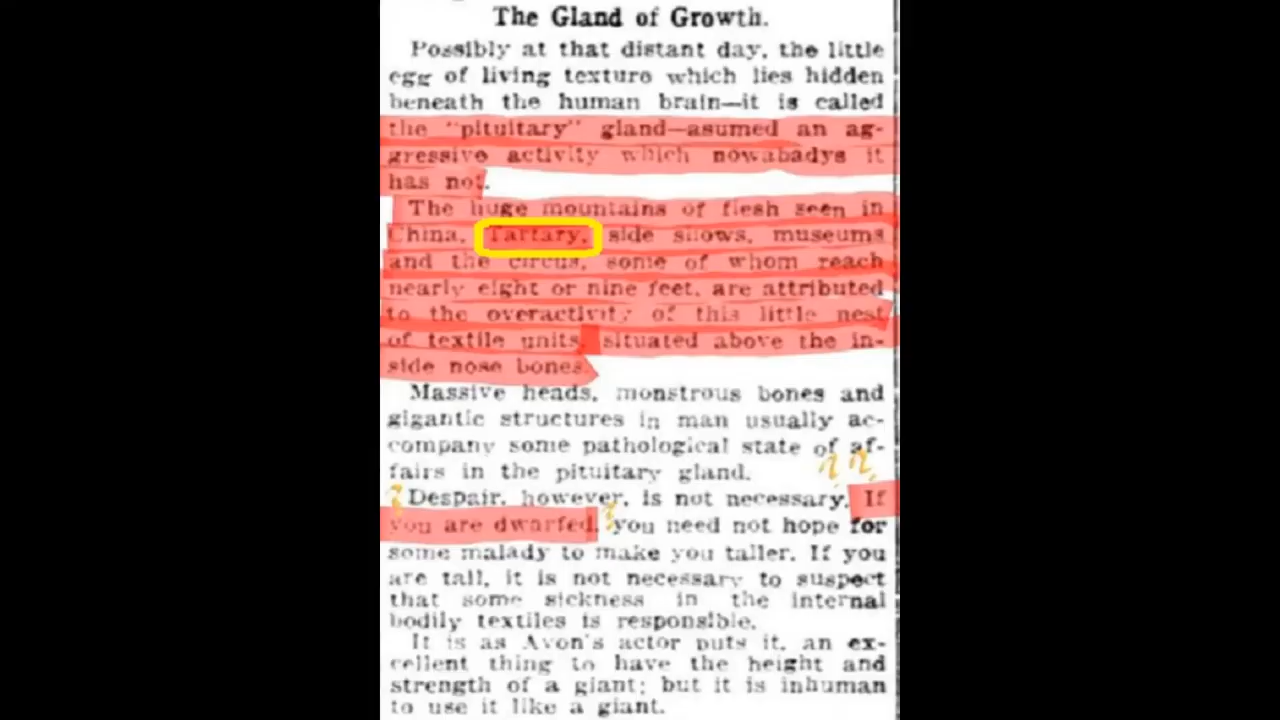 The Gland of Growth.
Possibly at that distant day, the little
egg of living texture which lies hidden
beneath the human brain—it is called
the "pituitary" gland—asumed an ag-
gressive activity which nowabadys it
has not.
The huge mountains of flesh seen in
China, Tartary, side shows, museums
and the circus, some of whom reach
nearly eight or nine feet, are attributed
to the overactivity of this little nest
of textile units, situated above the in-
side nose bones.
Massive heads, monstrous bones and
gigantic structures in man usually ac-
company some pathological state of af-
fairs in the pituitary gland.
? ?
? Despair, however, is not necessary. If
you are dwarfed, ? you need not hope for
some malady to make you taller. If you
are tall, it is not necessary to suspect
that some sickness in the internal
bodily textiles is responsible.
It is as Avon's actor puts it, an ex-
cellent thing to have the height and
strength of a giant; but it is inhuman
to use it like a giant.